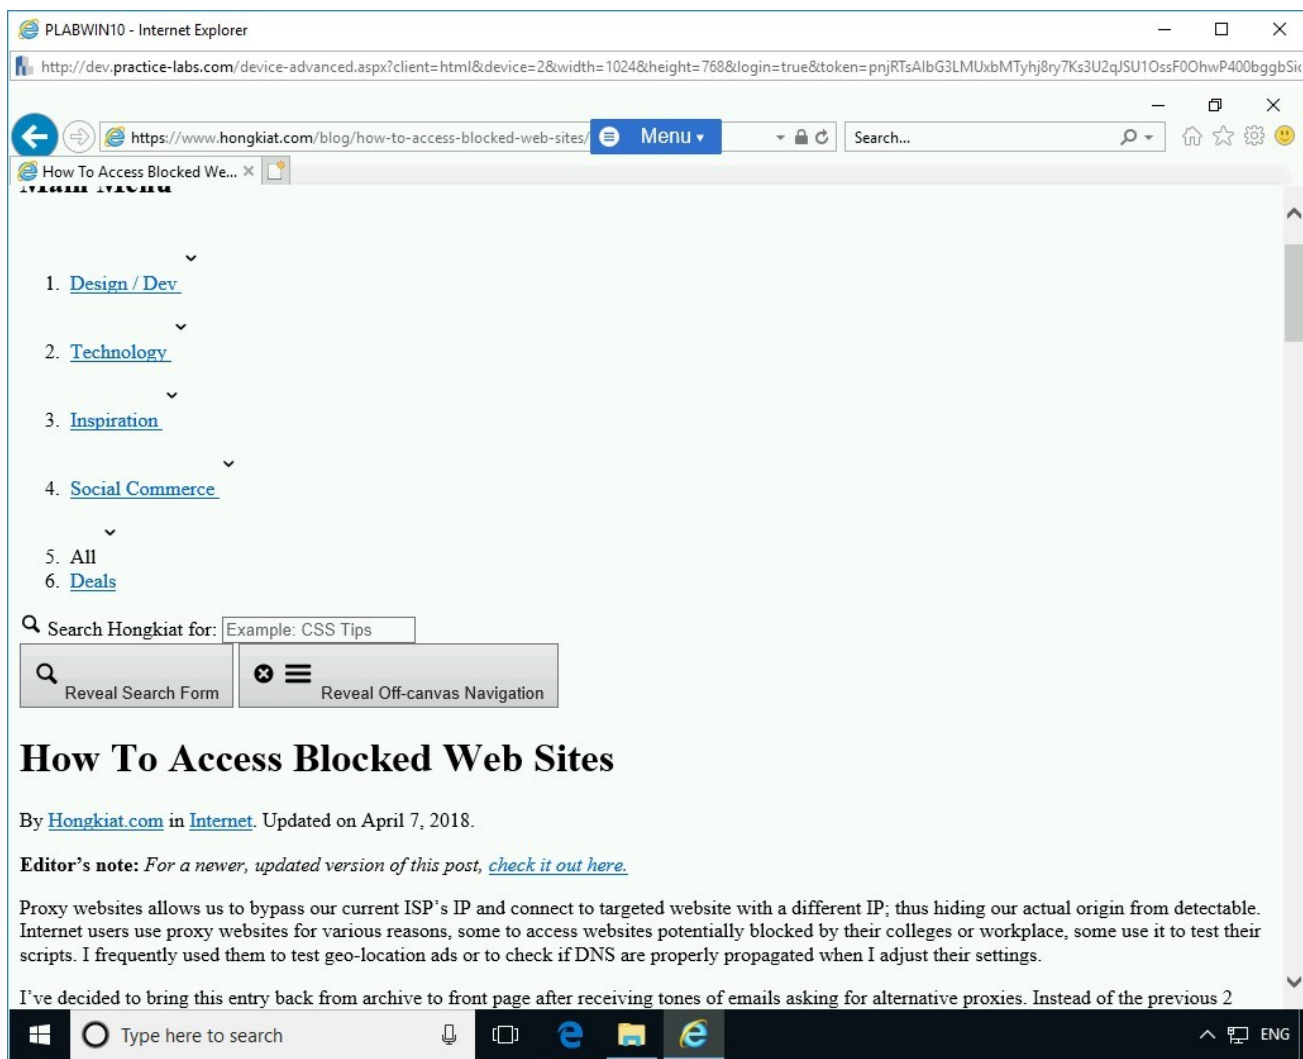 PLABWIN10 - Internet Explorer
http://dev.practice-labs.com/device-advanced.aspx?client=html&device=2&width=1024&height=768&login=true&token=pnjRTsAlbG3LMUxbMTyhj8ry7Ks3U2qJSU1OssF0OhwP400bggbSic
https://www.hongkiat.com/blog/how-to-access-blocked-web-sites/
Menu
Search...
How To Access Blocked We...
Main Menu
1. Design / Dev
2. Technology
3. Inspiration
4. Social Commerce
5. All
6. Deals
Search Hongkiat for: Example: CSS Tips
Reveal Search Form
Reveal Off-canvas Navigation
How To Access Blocked Web Sites
By Hongkiat.com in Internet. Updated on April 7, 2018.
Editor's note: For a newer, updated version of this post, check it out here.
Proxy websites allows us to bypass our current ISP's IP and connect to targeted website with a different IP; thus hiding our actual origin from detectable.
Internet users use proxy websites for various reasons, some to access websites potentially blocked by their colleges or workplace, some use it to test their
scripts. I frequently used them to test geo-location ads or to check if DNS are properly propagated when I adjust their settings.
I've decided to bring this entry back from archive to front page after receiving tones of emails asking for alternative proxies. Instead of the previous 2
Type here to search
ENG